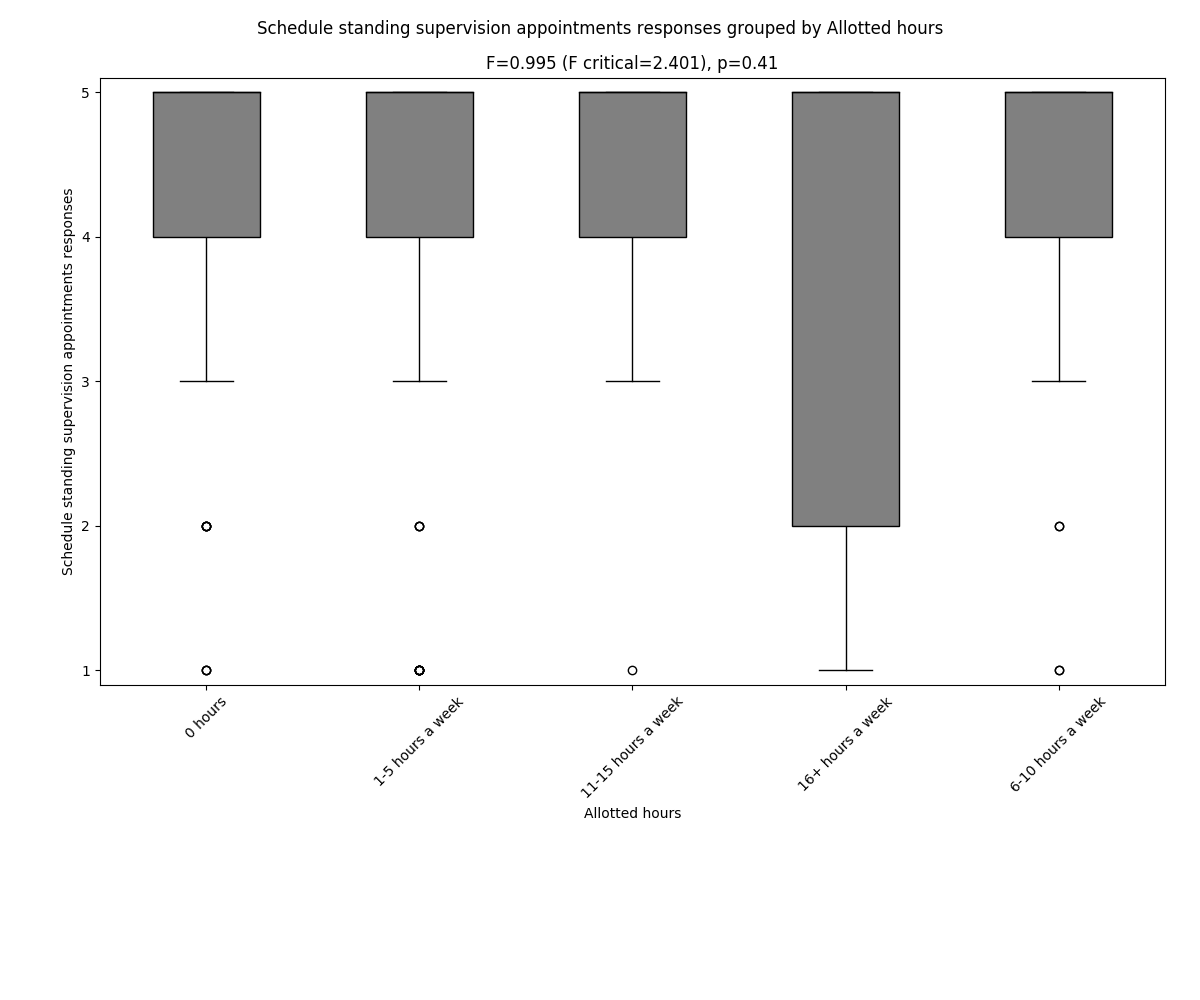 Schedule standing supervision appointments responses grouped by Allotted hours
F=0.995 (F critical=2.401), p=0.41
Schedule standing supervision appointments responses
5
4
3
2
1
0 hours
1-5 hours a week
11-15 hours a week
16+ hours a week
6-10 hours a week
Allotted hours